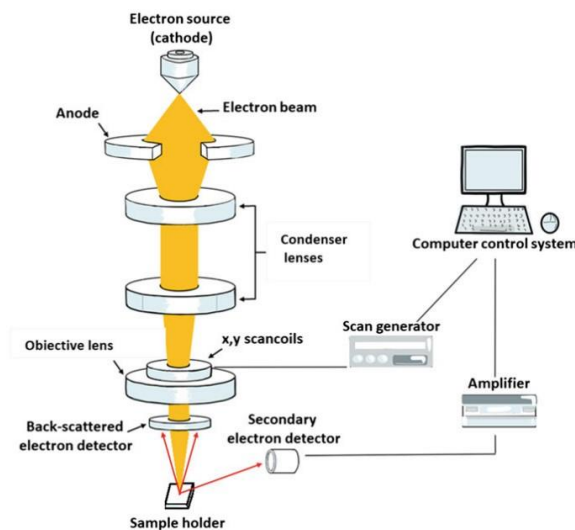 Electron source
(cathode)
Electron beam
Anode
Condenser
lenses
Computer control system
Scan generator
x,y scancoils
Obiective lens
Amplifier
Back-scattered
electron detector
Secondary
electron detector
Sample holder